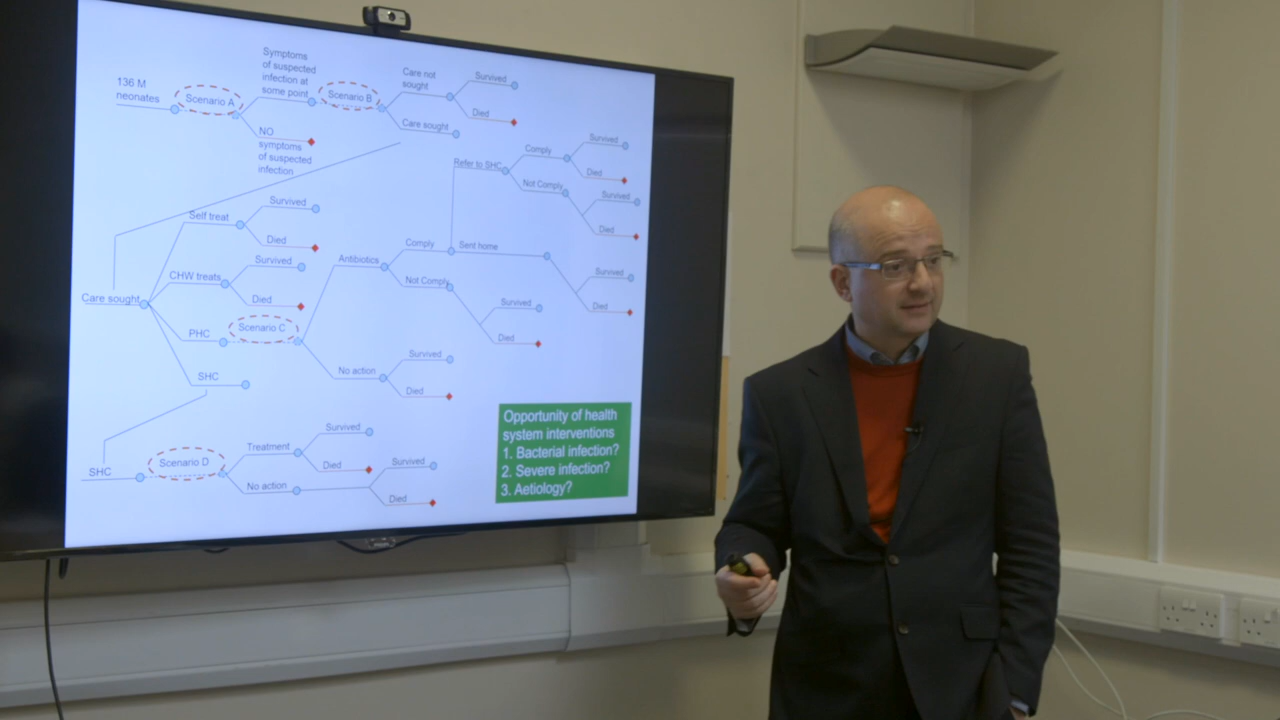 136 M
neonates
Scenario A
Symptoms
of suspected
infection at
some point
Scenario B
Care not
sought
Survived
Died
Care sought
NO
symptoms
of suspected
infection
Refer to SHC
Comply
Survived
Died
Not Comply
Survived
Died
Self treat
Survived
Died
Antibiotics
Comply
Sent home
Survived
Died
Not Comply
Survived
Died
Care sought
CHW treats
Survived
Died
PHC
Scenario C
No action
Survived
Died
SHC
SHC
Scenario D
Treatment
Survived
Died
No action
Survived
Died
Opportunity of health
system interventions
1. Bacterial infection?
2. Severe infection?
3. Aetiology?